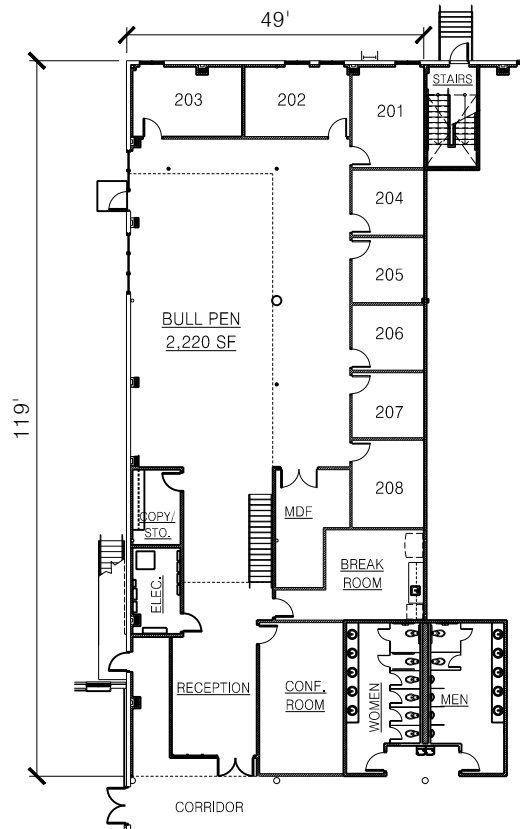 49'
STAIRS
203
202
201
204
205
BULL PEN
2,220 SF
206
119'
207
208
COPY/
STO.
MDF
BREAK
ROOM
ELEC.
RECEPTION
CONF.
ROOM
WOMEN
MEN
CORRIDOR